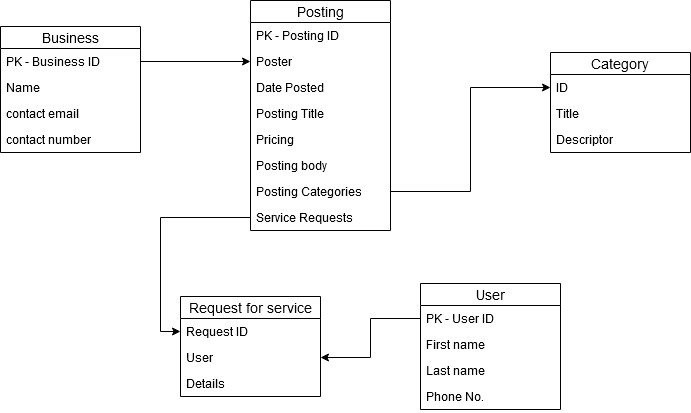 Business
PK - Business ID
Name
contact email
contact number
Posting
PK - Posting ID
Poster
Date Posted
Posting Title
Pricing
Posting body
Posting Categories
Service Requests
Category
ID
Title
Descriptor
Request for service
Request ID
User
Details
User
PK - User ID
First name
Last name
Phone No.